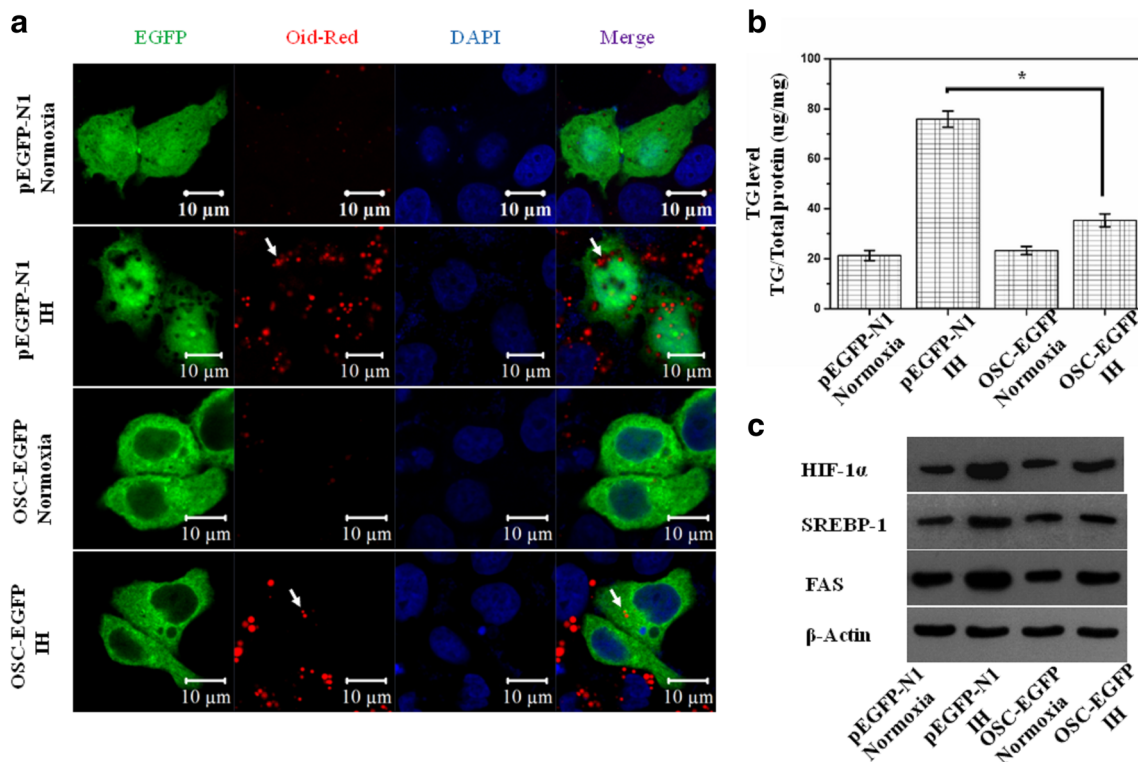 a
EGFP Oid-Red DAPI Merge
pEGFP-N1
Normoxia
10 µm 10 µm 10 µm 10 µm
pEGFP-N1
IH
10 µm 10 µm 10 µm 10 µm
OSC-EGFP
Normoxia
10 µm 10 µm 10 µm 10 µm
OSC-EGFP
IH
10 µm 10 µm 10 µm 10 µm
b
TG level
TG/Total protein (ug/mg)
100
80
60
40
20
0
*
pEGFP-N1
Normoxia
pEGFP-N1
IH
OSC-EGFP
Normoxia
OSC-EGFP
IH
c
HIF-1α
SREBP-1
FAS
β-Actin
pEGFP-N1
Normoxia
pEGFP-N1
IH
OSC-EGFP
Normoxia
OSC-EGFP
IH